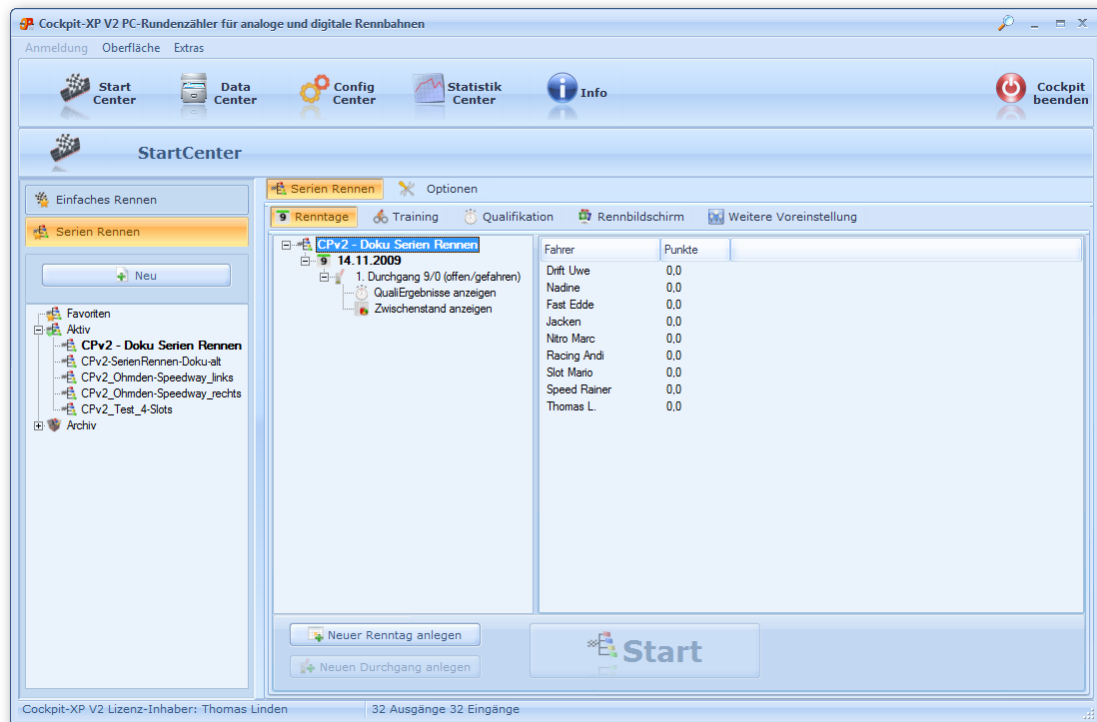 Cockpit-XP V2 PC-Rundenzähler für analoge und digitale Rennbahnen
Anmeldung Oberfläche Extras
Start Center
Data Center
Config Center
Statistik Center
Info
Cockpit beenden
StartCenter
Einfaches Rennen
Serien Rennen
Neu
Favoriten
Aktiv
CPv2 - Doku Serien Rennen
CPv2-SerienRennen-Doku-alt
CPv2_Ohmden-Speedway_links
CPv2_Ohmden-Speedway_rechts
CPv2_Test_4-Slots
Archiv
Serien Rennen Optionen
9 Renntage Training Qualifikation Rennbildschirm Weitere Voreinstellung
CPv2 - Doku Serien Rennen
9 14.11.2009
1. Durchgang 9/0 (offen/gefahren)
QualiErgebnisse anzeigen
Zwischenstand anzeigen
Fahrer Punkte
Drift Uwe 0,0
Nadine 0,0
Fast Edde 0,0
Jacken 0,0
Nitro Marc 0,0
Racing Andi 0,0
Slot Mario 0,0
Speed Rainer 0,0
Thomas L. 0,0
Neuer Renntag anlegen
Neuen Durchgang anlegen
Start
Cockpit-XP V2 Lizenz-Inhaber: Thomas Linden
32 Ausgänge 32 Eingänge